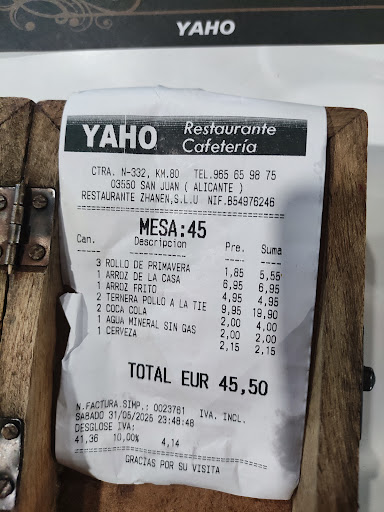 YAHO
YAHO Restaurante
Cafetería
CTRA. N-332, KM.80 TEL.965 65 98 75
03550 SAN JUAN ( ALICANTE )
RESTAURANTE ZHANEN,S.L.U NIF.B54976246
MESA:45
Can. Descripcion Pre. Suma
3 ROLLO DE PRIMAVERA 1,85 5,55
1 ARROZ DE LA CASA 6,95 6,95
1 ARROZ FRITO 4,95 4,95
2 TERNERA POLLO A LA TIE 9,95 19,90
2 COCA COLA 2,00 4,00
1 AGUA MINERAL SIN GAS 2,00 2,00
1 CERVEZA 2,15 2,15
TOTAL EUR 45,50
N.FACTURA.SIMP.: 0023761 IVA. INCL.
SABADO 31/05/2025 23:48:48
DESGLOSE IVA:
41,36 10,00% 4,14
GRACIAS POR SU VISITA